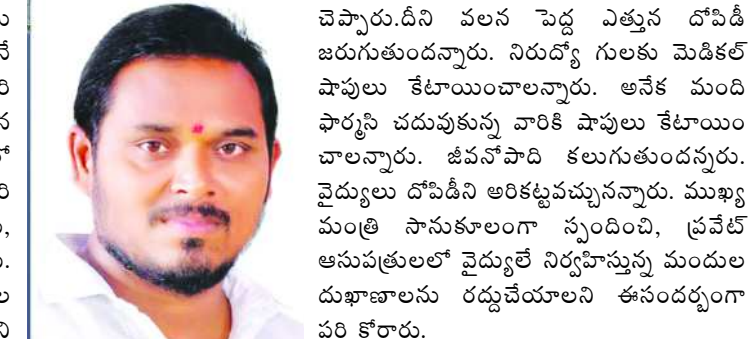 చెప్పారు.దీని వలన పెద్ద ఎత్తున దోపిడీ
జరుగుతుందన్నారు. నిరుద్యో గులకు మెడికల్
షాపులు కేటాయించాలన్నారు. అనేక మంది
ఫార్మసి చదువుకున్న వారికి షాపులు కేటాయిం
చాలన్నారు. జీవనోపాది కలుగుతుందన్నరు.
వైద్యులు దోపిడీని అరికట్టవచ్చునన్నారు. ముఖ్య
మంత్రి సానుకూలంగా స్పందించి, ప్రవేట్
ఆసుపత్రులలో వైద్యులే నిర్వహిస్తున్న మందుల
దుఖాణాలను రద్దుచేయాలని ఈసందర్భంగా
పరి కోరారు.